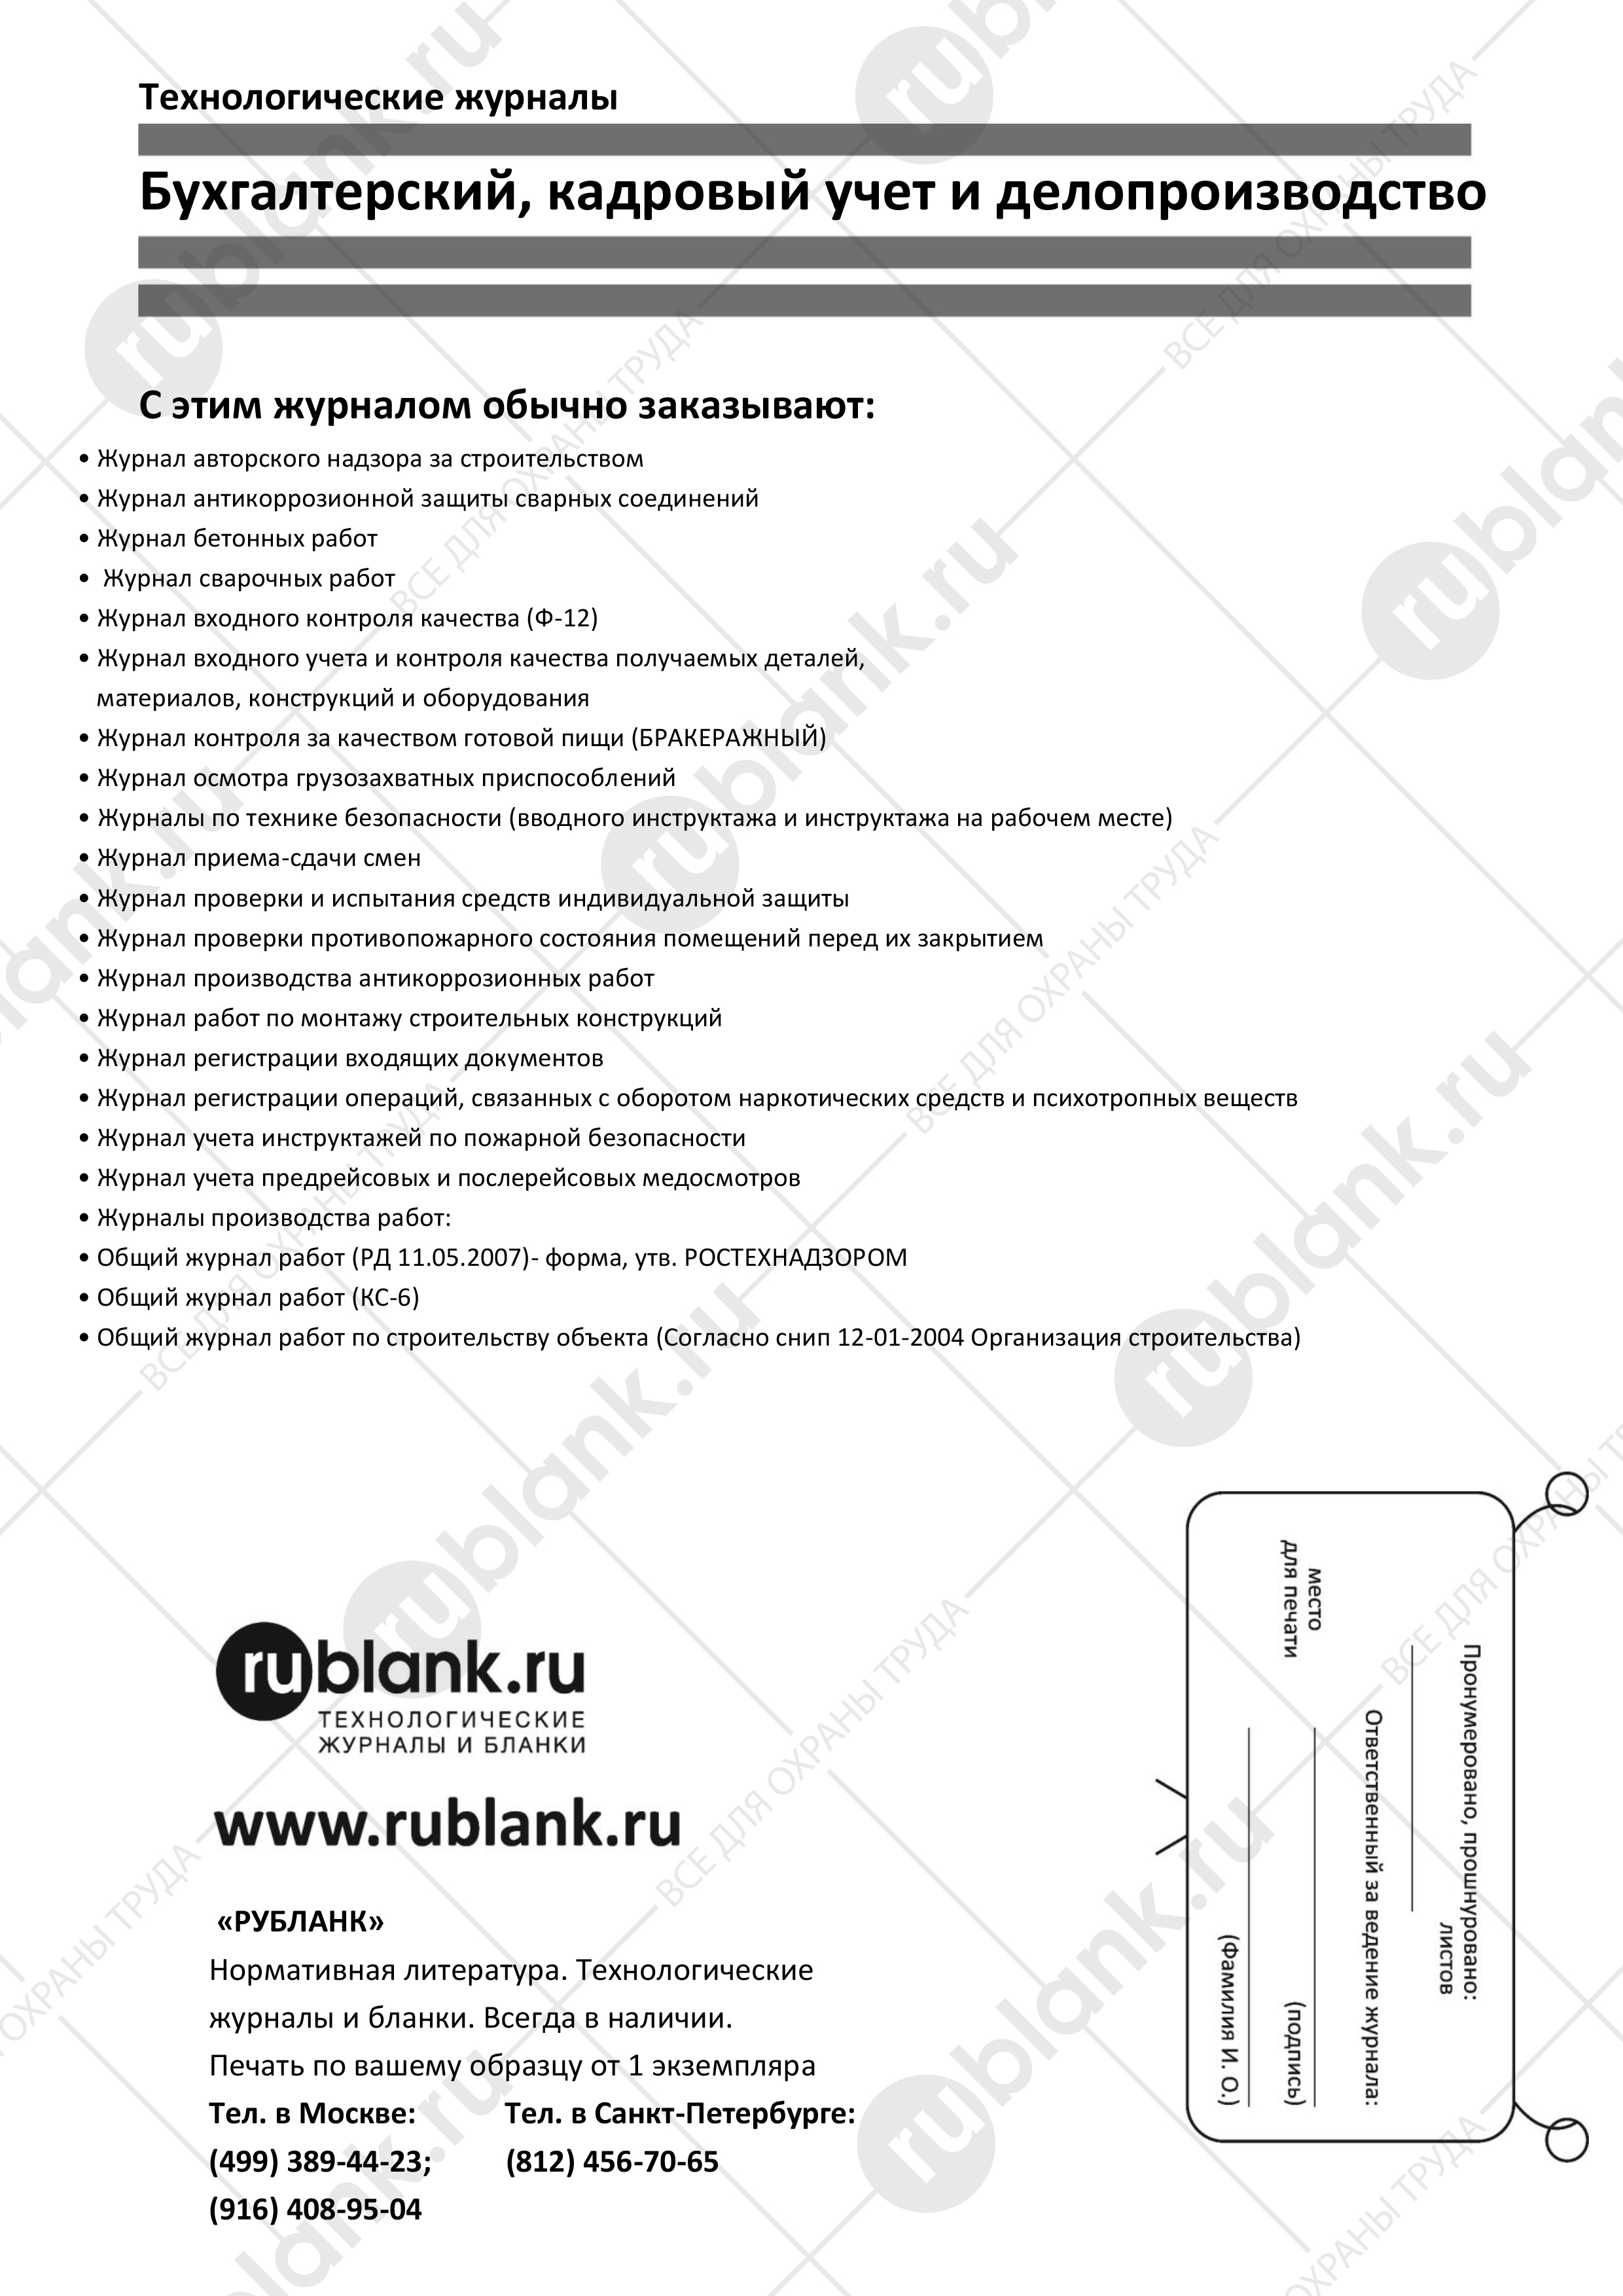 Технологические журналы
Бухгалтерский, кадровый учет и делопроизводство
С этим журналом обычно заказывают:
• Журнал авторского надзора за строительством
• Журнал антикоррозионной защиты сварных соединений
• Журнал бетонных работ
• Журнал сварочных работ
• Журнал входного контроля качества (Ф-12)
• Журнал входного учета и контроля качества получаемых деталей,
материалов, конструкций и оборудования
• Журнал контроля за качеством готовой пищи (БРАКЕРАЖНЫЙ)
• Журнал осмотра грузозахватных приспособлений
• Журналы по технике безопасности (вводного инструктажа и инструктажа на рабочем месте)
• Журнал приема-сдачи смен
• Журнал проверки и испытания средств индивидуальной защиты
• Журнал проверки противопожарного состояния помещений перед их закрытием
• Журнал производства антикоррозионных работ
• Журнал работ по монтажу строительных конструкций
• Журнал регистрации входящих документов
• Журнал регистрации операций, связанных с оборотом наркотических средств и психотропных веществ
• Журнал учета инструктажей по пожарной безопасности
• Журнал учета предрейсовых и послерейсовых медосмотров
• Журналы производства работ:
• Общий журнал работ (РД 11.05.2007)- форма, утв. РОСТЕХНАДЗОРОМ
• Общий журнал работ (КС-6)
• Общий журнал работ по строительству объекта (Согласно снип 12-01-2004 Организация строительства)
rublank.ru
ТЕХНОЛОГИЧЕСКИЕ
ЖУРНАЛЫ И БЛАНКИ
www.rublank.ru
«РУБЛАНК»
Нормативная литература. Технологические
журналы и бланки. Всегда в наличии.
Печать по вашему образцу от 1 экземпляра
Тел. в Москве: Тел. в Санкт-Петербурге:
(499) 389-44-23; (812) 456-70-65
(916) 408-95-04
Пронумеровано, прошнуровано:
листов
Ответственный за ведение журнала:
место
для печати
(подпись)
(Фамилия И. О.)
rublank.ru
ВСЕ ДЛЯ ОХРАНЫ ТРУДА